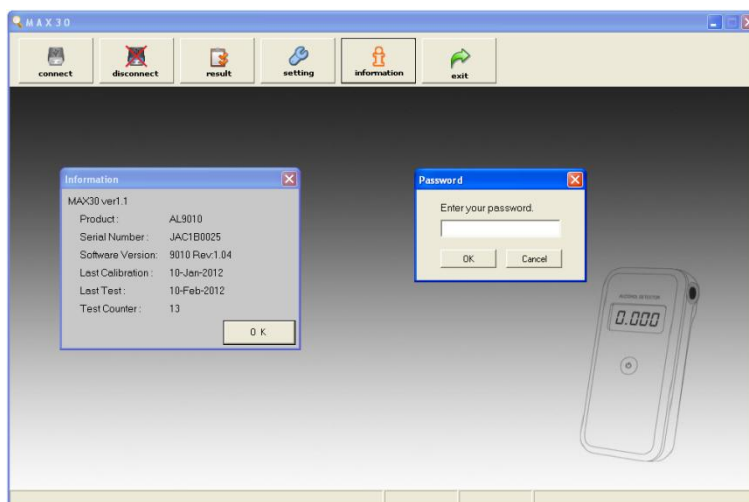 MAX30
connect disconnect result setting information exit
Information
MAX30 ver1.1
Product : AL9010
Serial Number : JAC1B0025
Software Version: 9010 Rev:1.04
Last Calibration : 10-Jan-2012
Last Test : 10-Feb-2012
Test Counter : 13
O K
Password
Enter your password.
OK Cancel
ALCOHOL DETECTOR
0.000